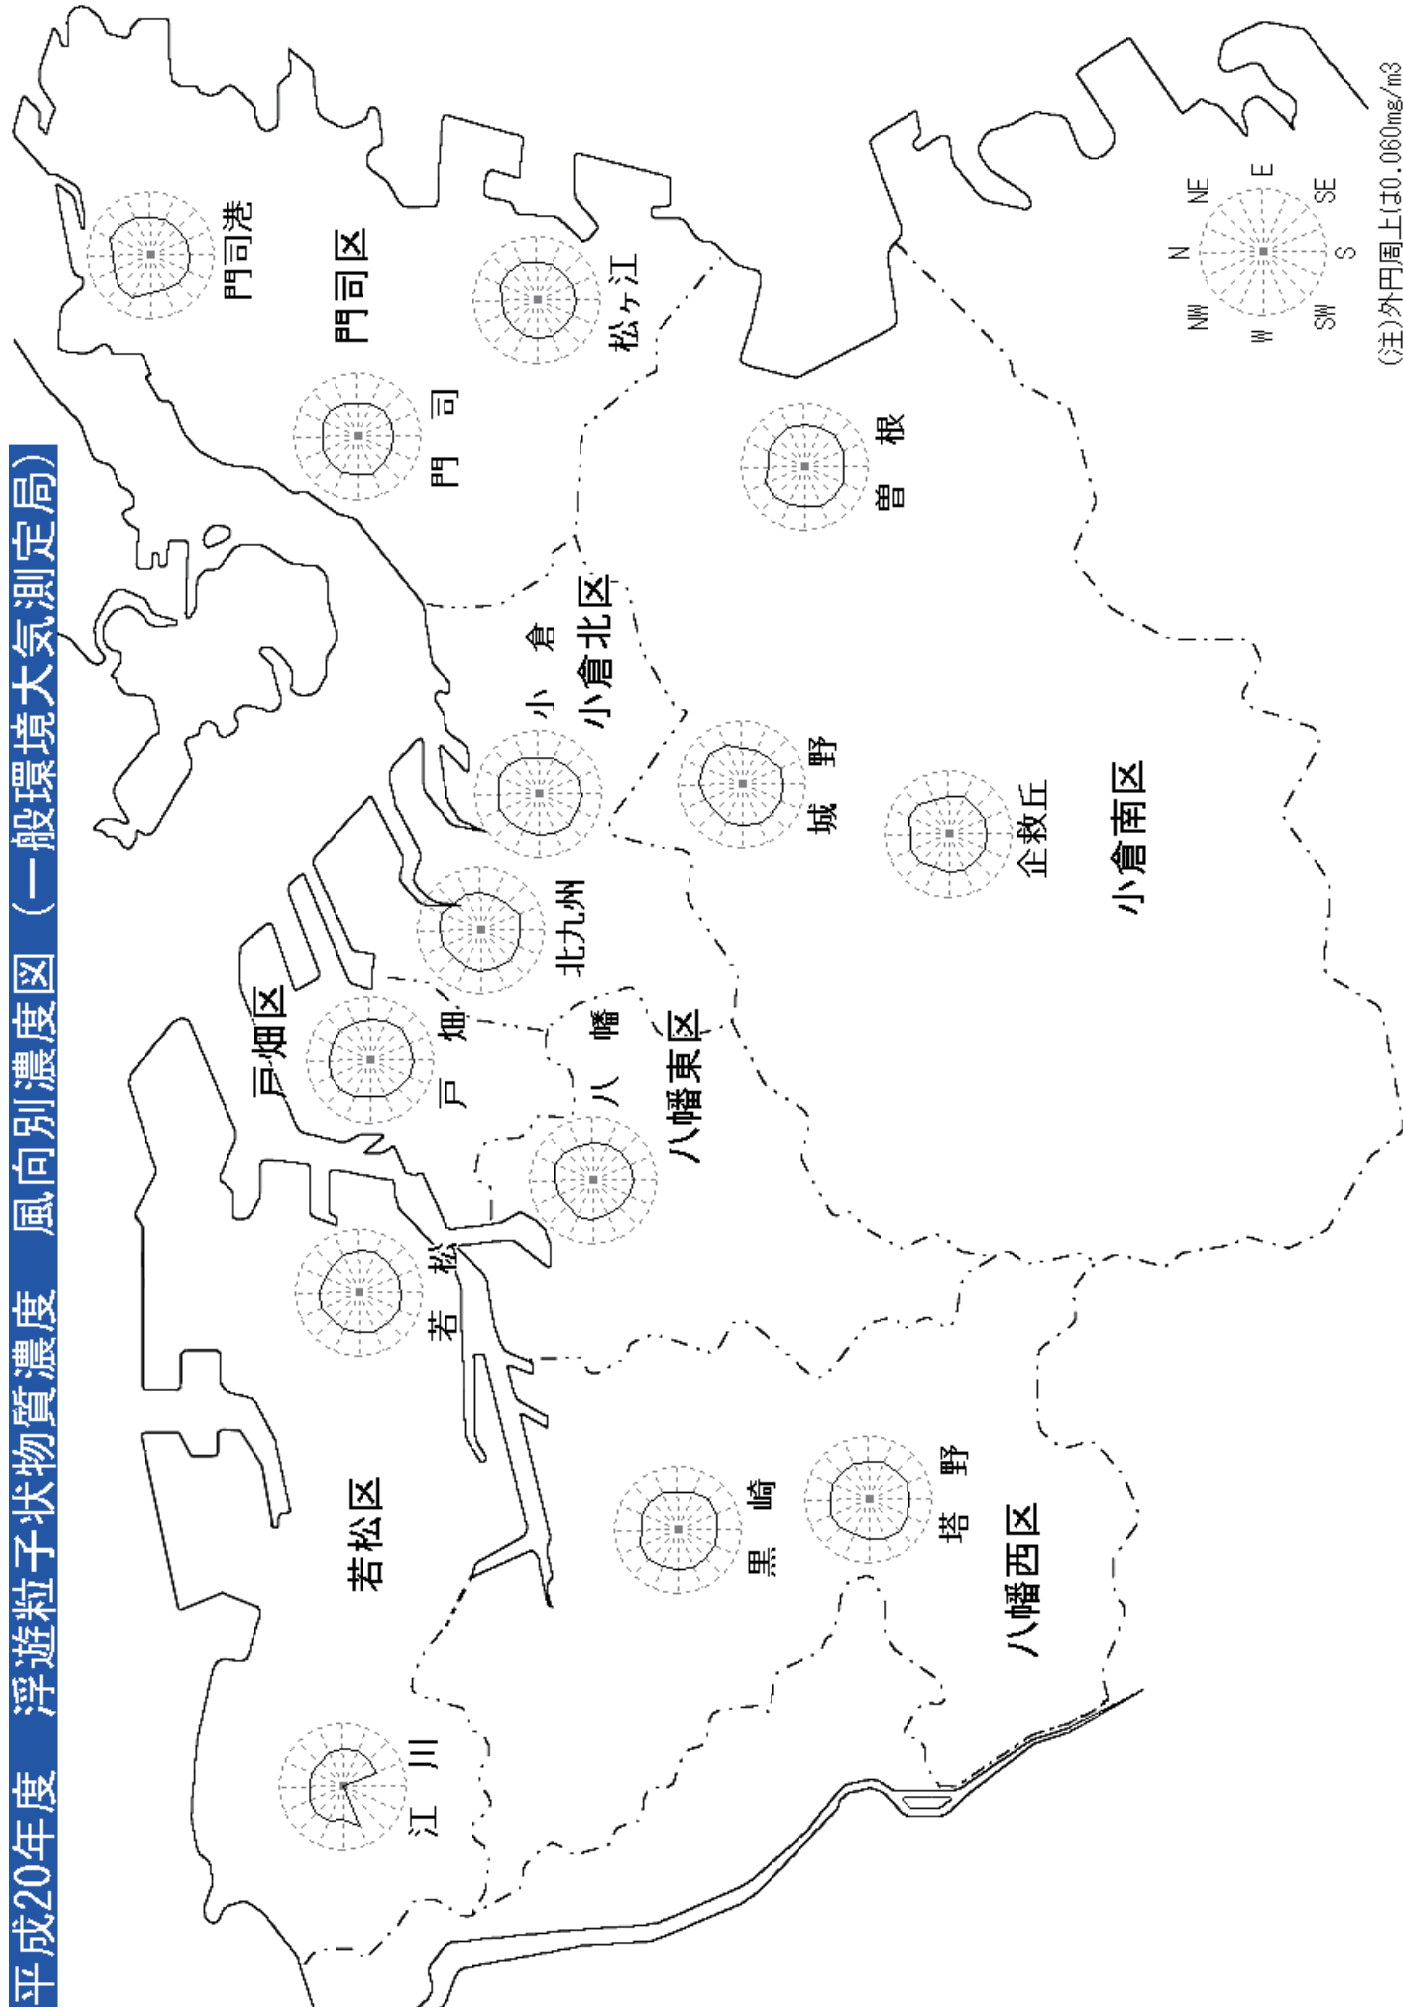 平成20年度　浮遊粒子状物質濃度　風向別濃度図　（一般環境大気測定局）
門司港
門司区
門　司
松ヶ江
小　倉
小倉北区
曽　根
城　野
企救丘
小倉南区
北九州
戸畑区
戸　畑
八　幡
八幡東区
若　松
若松区
黒　崎
塔　野
八幡西区
江　川
N
NE
E
SE
S
SW
W
NW
(注)外円周上は0.060mg/m3